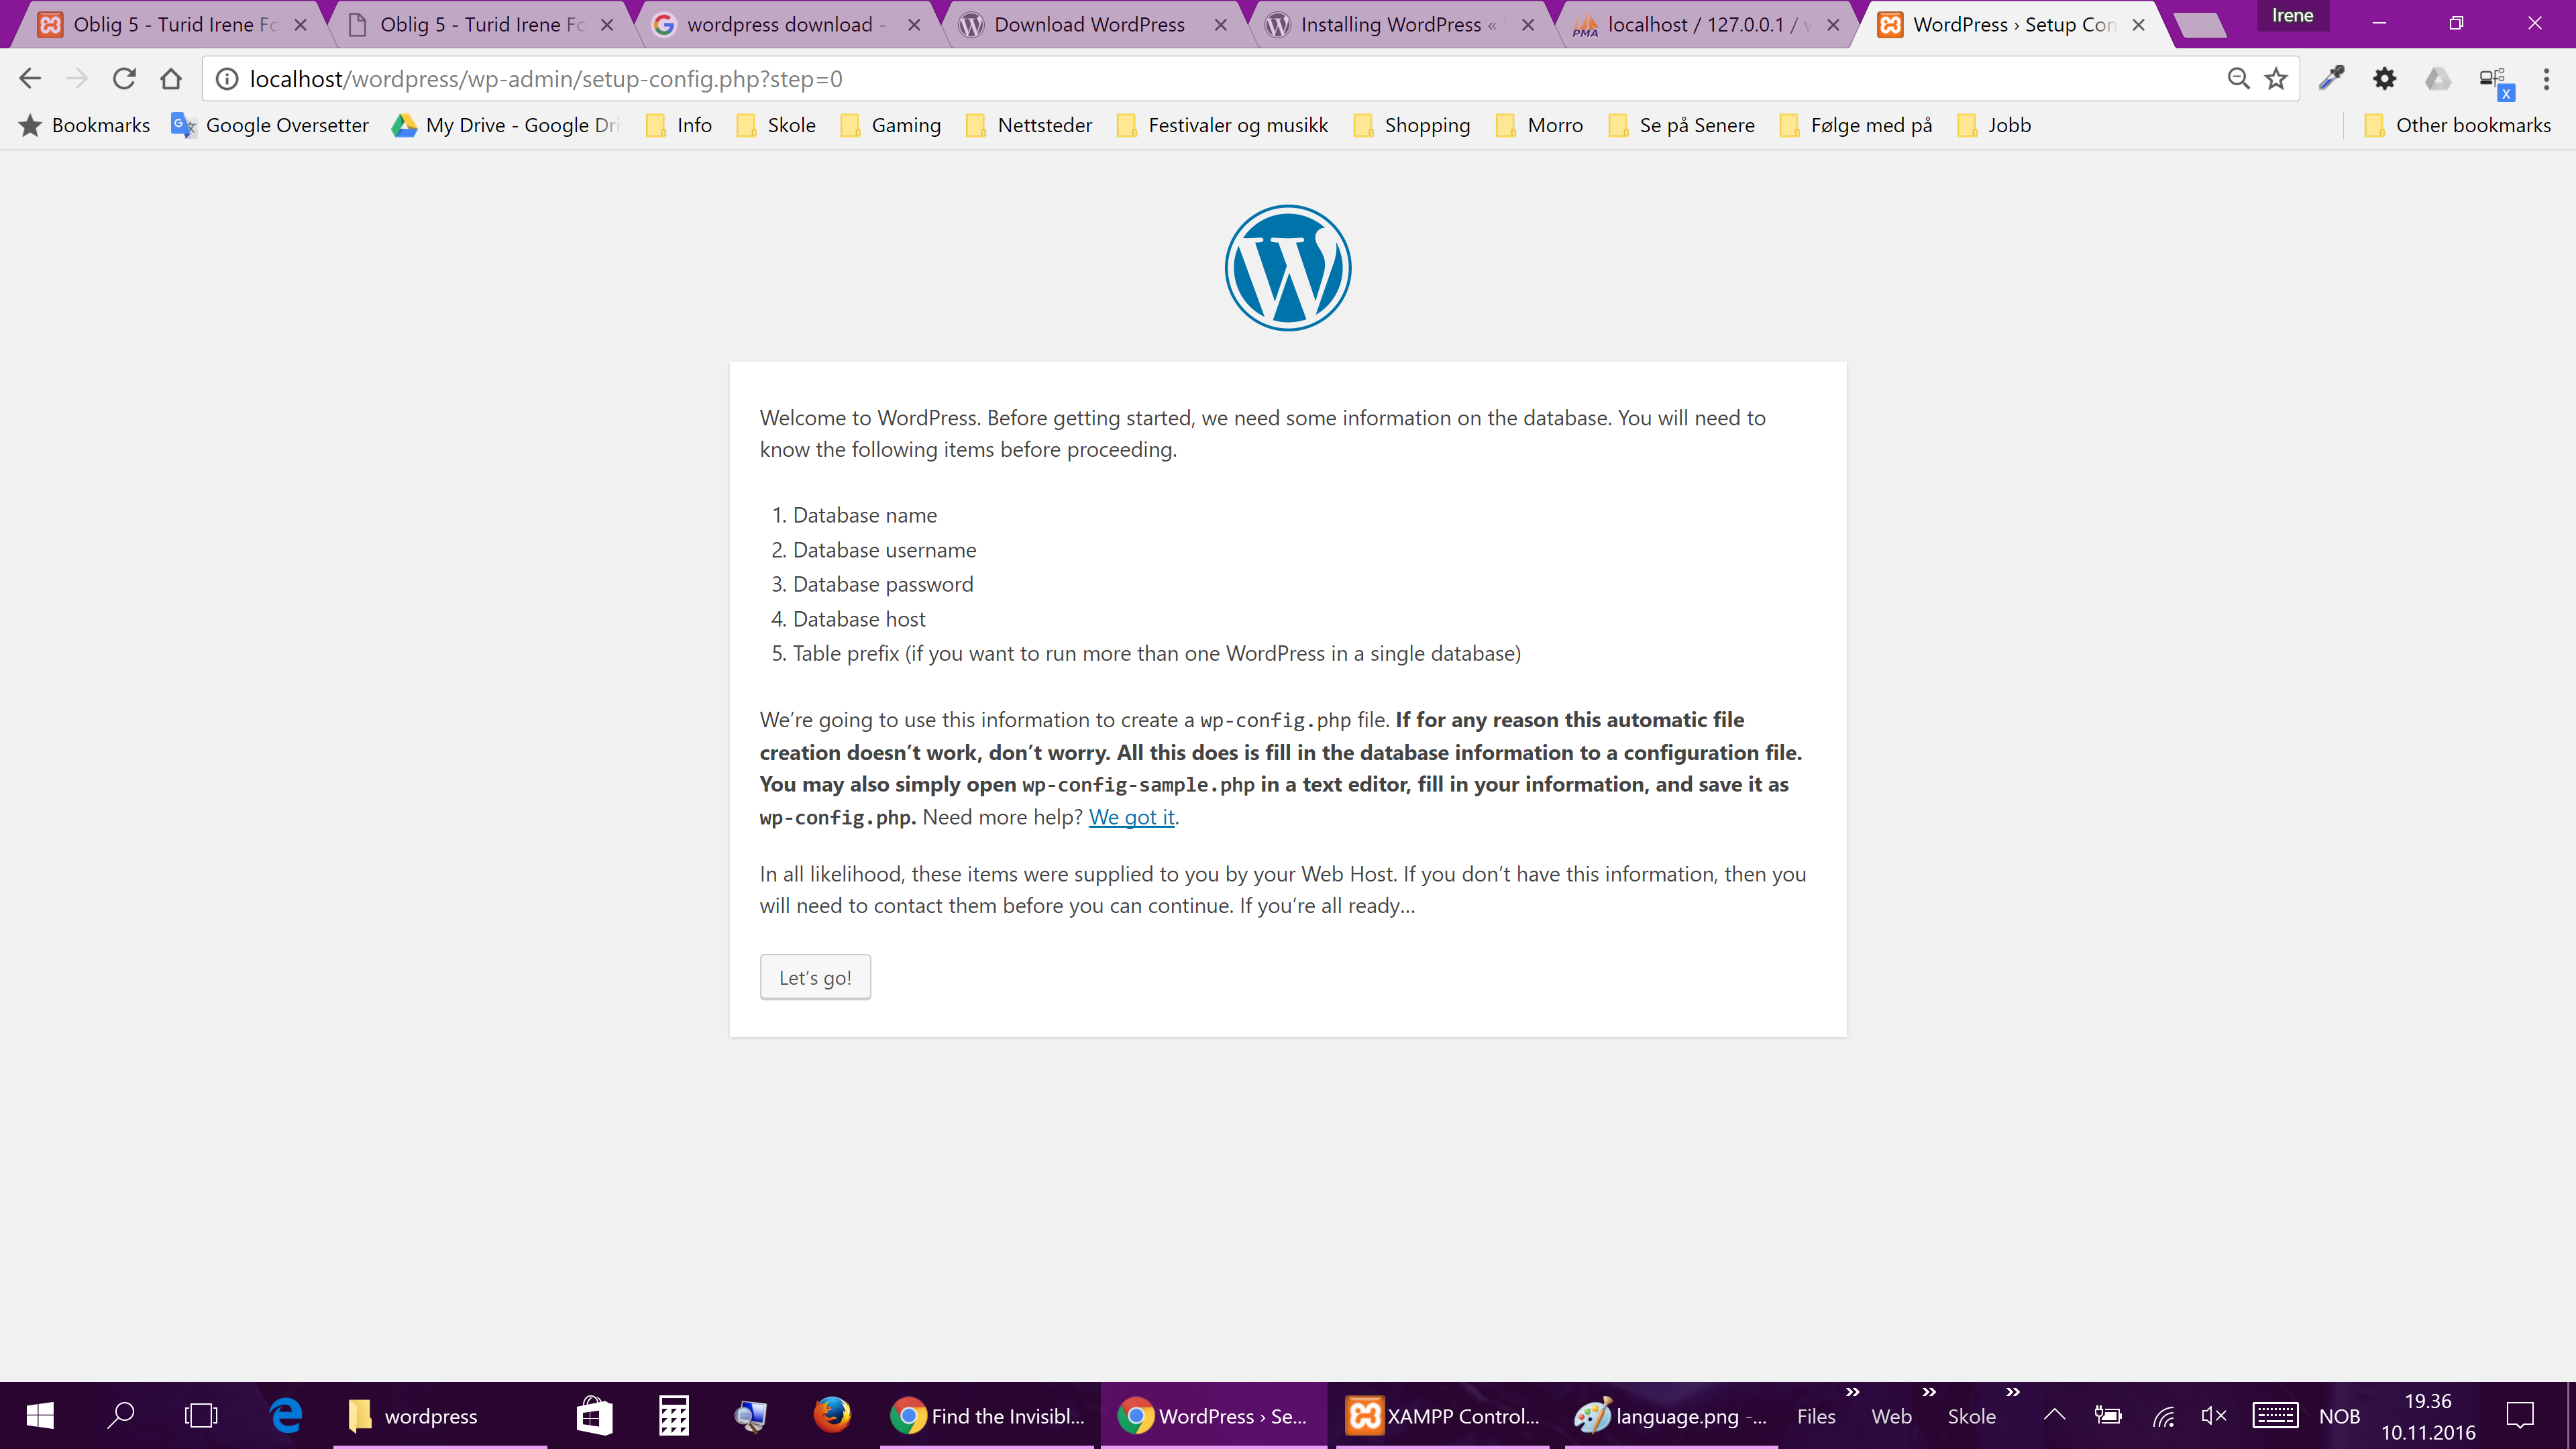 Oblig 5 - Turid Irene Fo
Oblig 5 - Turid Irene Fo
wordpress download -
Download WordPress
Installing WordPress «
localhost / 127.0.0.1 /
WordPress › Setup Con
Irene
localhost/wordpress/wp-admin/setup-config.php?step=0
Bookmarks
Google Oversetter
My Drive - Google Dri
Info
Skole
Gaming
Nettsteder
Festivaler og musikk
Shopping
Morro
Se på Senere
Følge med på
Jobb
Other bookmarks
Welcome to WordPress. Before getting started, we need some information on the database. You will need to
know the following items before proceeding.
1. Database name
2. Database username
3. Database password
4. Database host
5. Table prefix (if you want to run more than one WordPress in a single database)
We’re going to use this information to create a wp-config.php file. If for any reason this automatic file
creation doesn’t work, don’t worry. All this does is fill in the database information to a configuration file.
You may also simply open wp-config-sample.php in a text editor, fill in your information, and save it as
wp-config.php. Need more help? We got it.
In all likelihood, these items were supplied to you by your Web Host. If you don’t have this information, then you
will need to contact them before you can continue. If you’re all ready…
Let’s go!
wordpress
Find the Invisibl...
WordPress › Se...
XAMPP Control...
language.png -...
Files
Web
Skole
NOB
19.36
10.11.2016